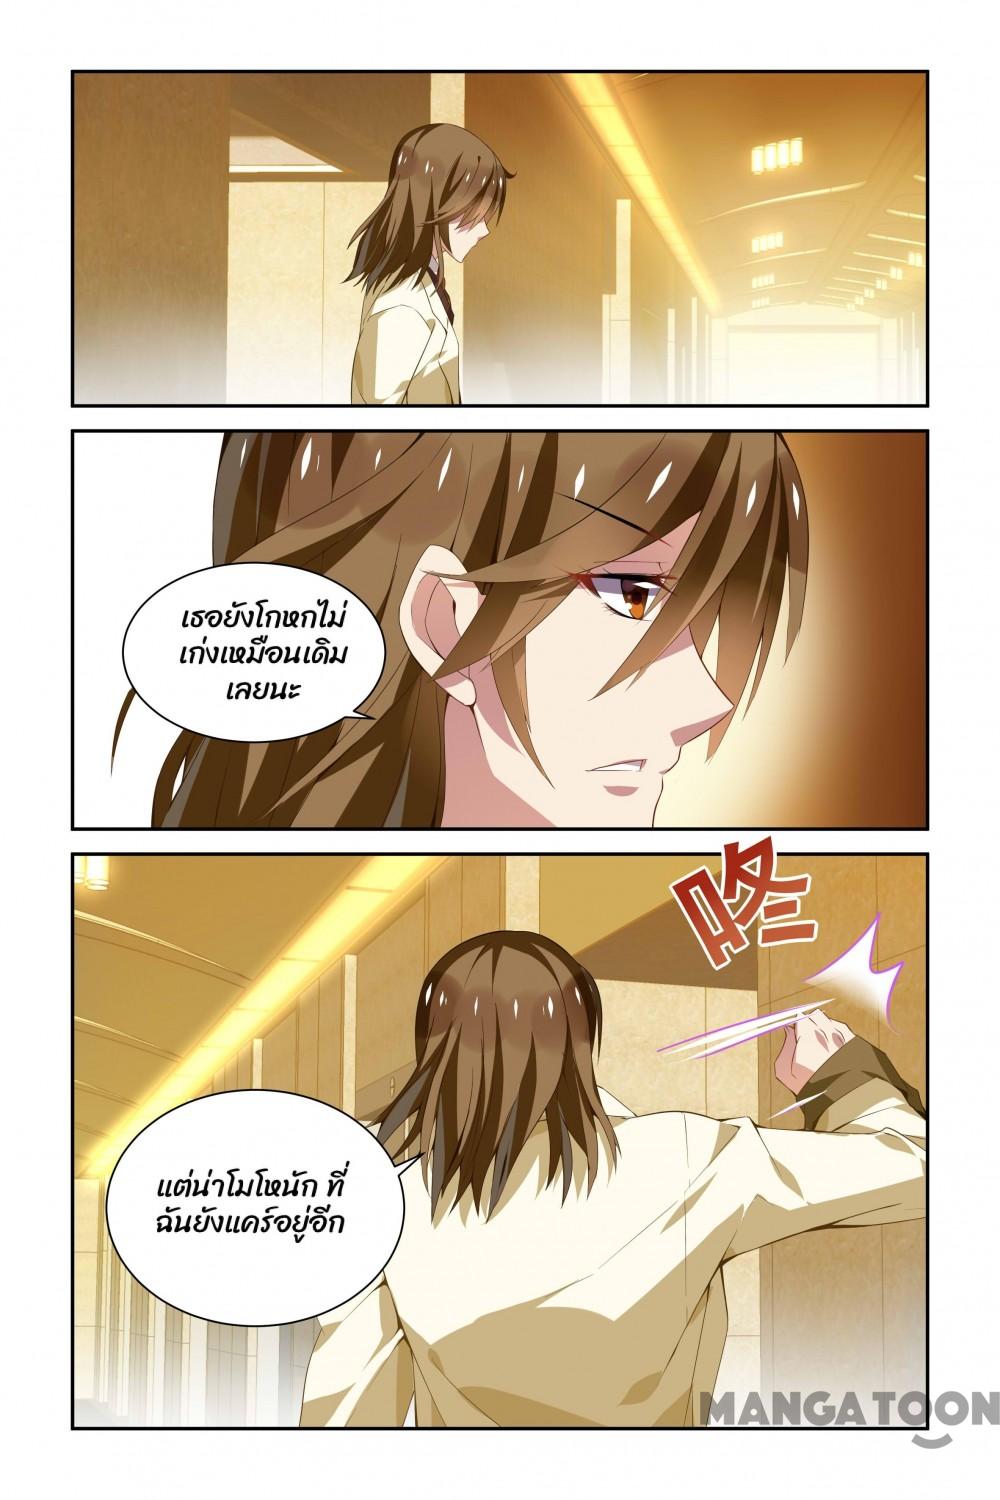 เธอยังโกหกไม่
เก่งเหมือนเดิม
เลยนะ
咚
แต่น่าโมโหนัก ที่
ฉันยังแคร์อยู่อีก
MANGATOON